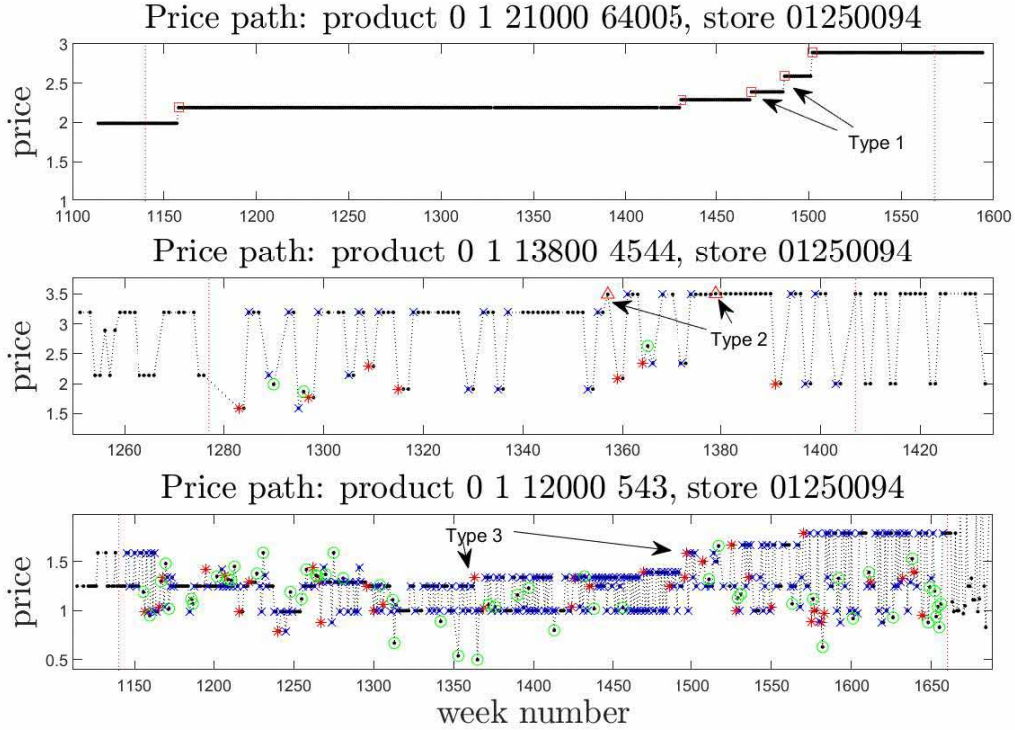 Price path: product 0 1 21000 64005, store 01250094
3
2.5
2
1.5
1
price
Type 1
1100 1150 1200 1250 1300 1350 1400 1450 1500 1550 1600
Price path: product 0 1 13800 4544, store 01250094
3.5
3
2.5
2
1.5
price
Type 2
1260 1280 1300 1320 1340 1360 1380 1400 1420
Price path: product 0 1 12000 543, store 01250094
Type 3
1.5
1
0.5
price
1150 1200 1250 1300 1350 1400 1450 1500 1550 1600 1650
week number